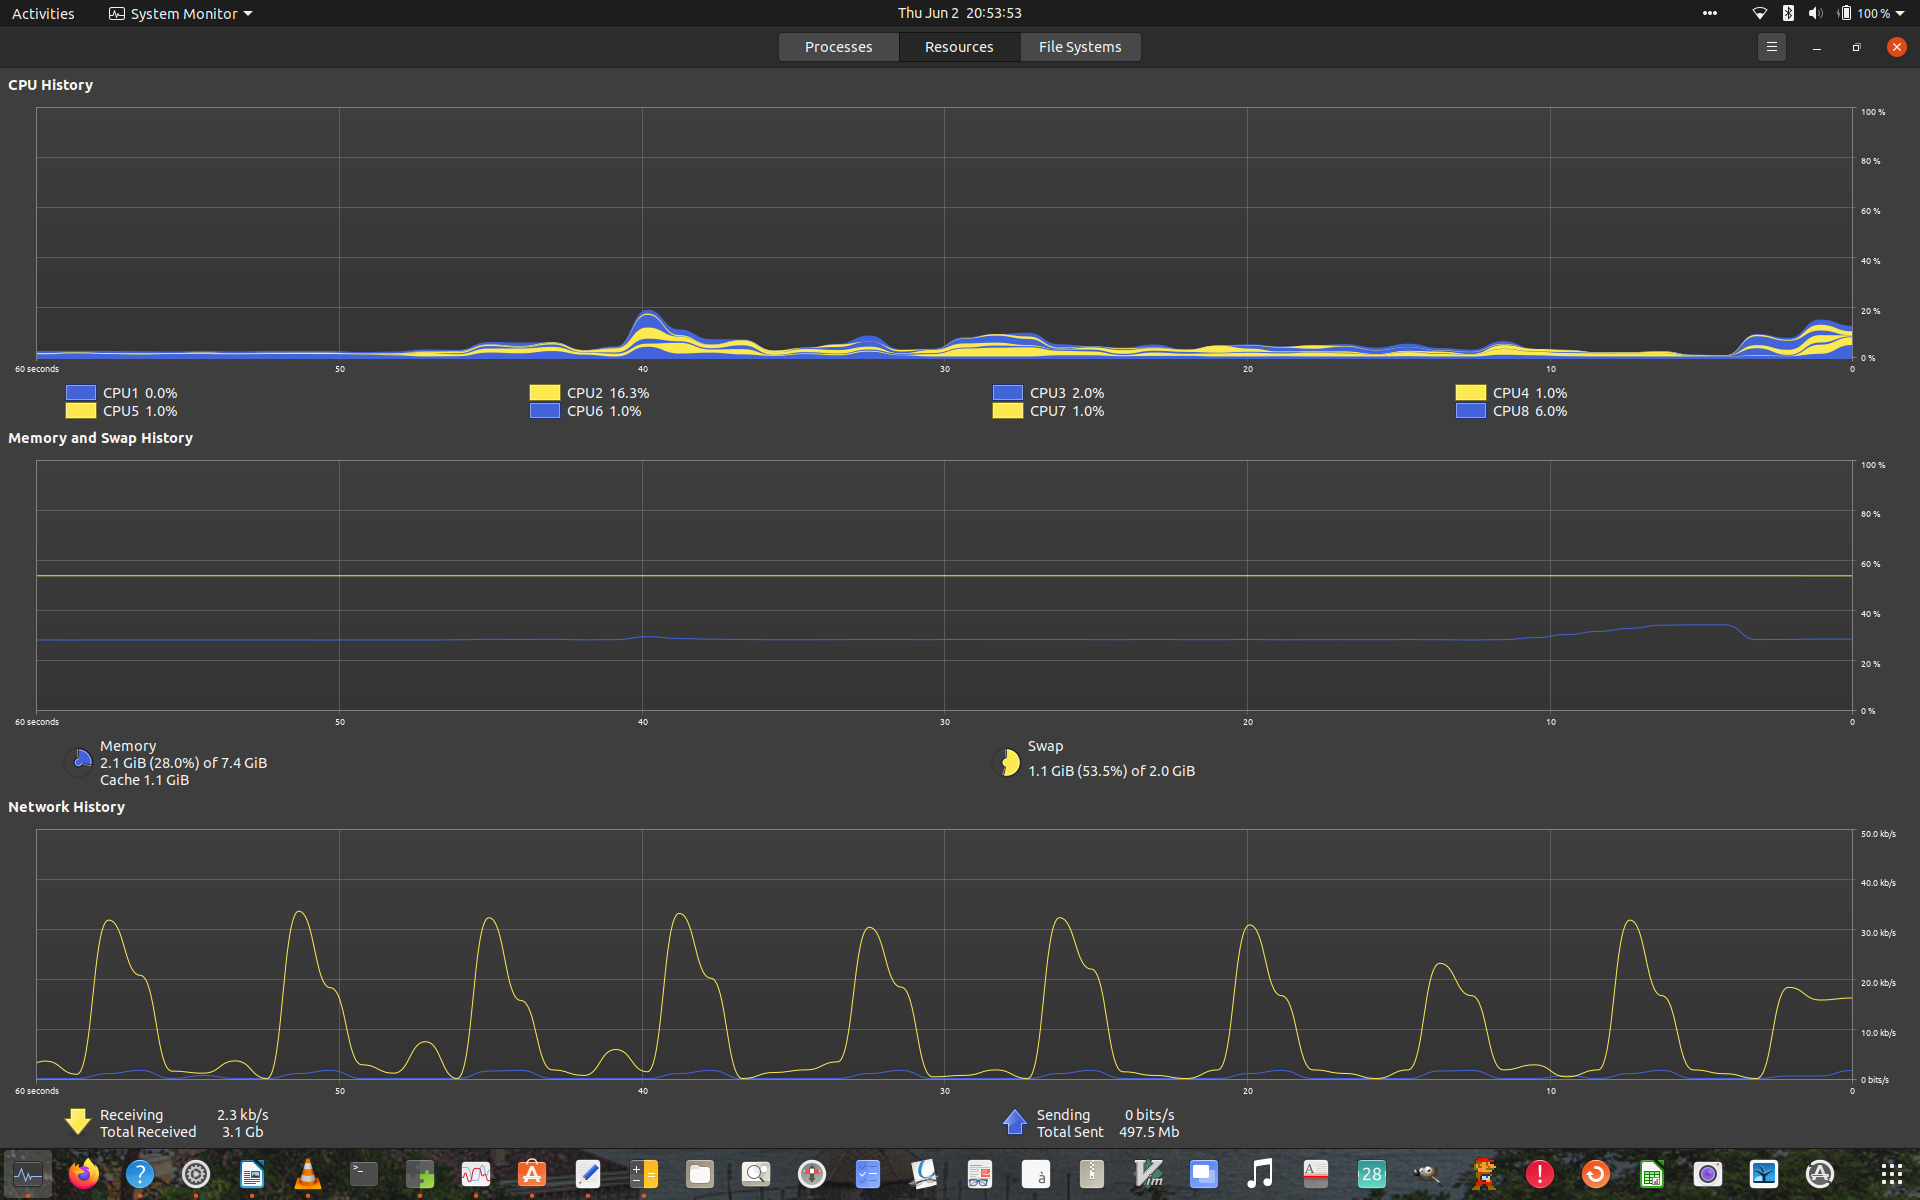 Activities
System Monitor
Thu Jun 2 20:53:53
100 %
Processes
Resources
File Systems
CPU History
100 %
80 %
60 %
40 %
20 %
0 %
60 seconds
50
40
30
20
10
0
CPU1 0.0%
CPU2 16.3%
CPU3 2.0%
CPU4 1.0%
CPU5 1.0%
CPU6 1.0%
CPU7 1.0%
CPU8 6.0%
Memory and Swap History
100 %
80 %
60 %
40 %
20 %
0 %
60 seconds
50
40
30
20
10
0
Memory
2.1 GiB (28.0%) of 7.4 GiB
Cache 1.1 GiB
Swap
1.1 GiB (53.5%) of 2.0 GiB
Network History
50.0 kb/s
40.0 kb/s
30.0 kb/s
20.0 kb/s
10.0 kb/s
0 bits/s
60 seconds
50
40
30
20
10
0
Receiving 2.3 kb/s
Total Received 3.1 Gb
Sending 0 bits/s
Total Sent 497.5 Mb
?
>_
à
Vim
A
28
!